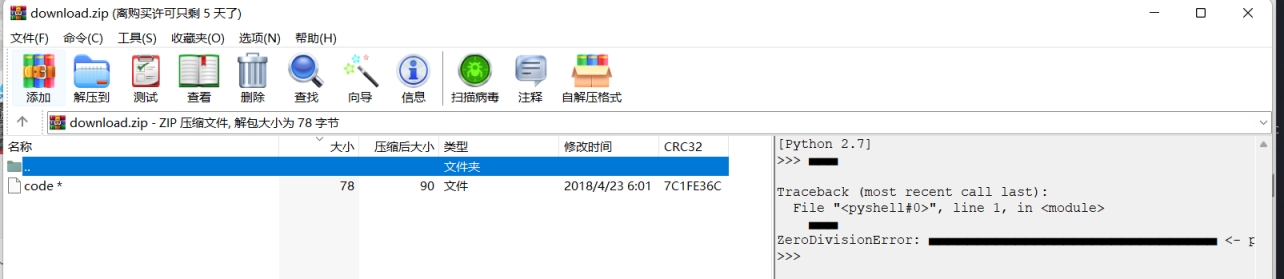 download.zip (离购买许可只剩 5 天了)
文件(F) 命令(C) 工具(S) 收藏夹(O) 选项(N) 帮助(H)
添加 解压到 测试 查看 删除 查找 向导 信息 扫描病毒 注释 自解压格式
download.zip - ZIP 压缩文件, 解包大小为 78 字节
名称 大小 压缩后大小 类型 修改时间 CRC32
.. 文件夹
code * 78 90 文件 2018/4/23 6:01 7C1FE36C
[Python 2.7]
>>>
Traceback (most recent call last):
File "<pyshell#0>", line 1, in <module>
ZeroDivisionError: <- p
>>>